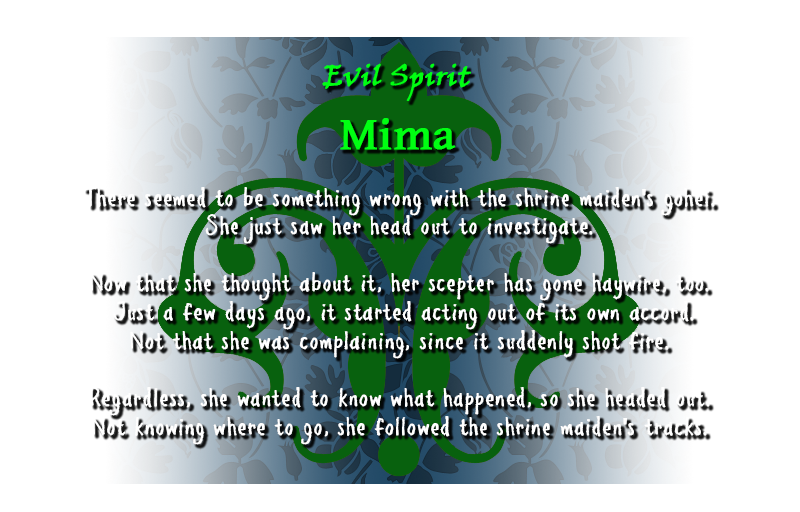 Evil Spirit
Mima
There seemed to be something wrong with the shrine maiden's gohei.
She just saw her head out to investigate.
Now that she thought about it, her scepter has gone haywire, too.
Just a few days ago, it started acting out of its own accord.
Not that she was complaining, since it suddenly shot fire.
Regardless, she wanted to know what happened, so she headed out.
Not knowing where to go, she followed the shrine maiden's tracks.